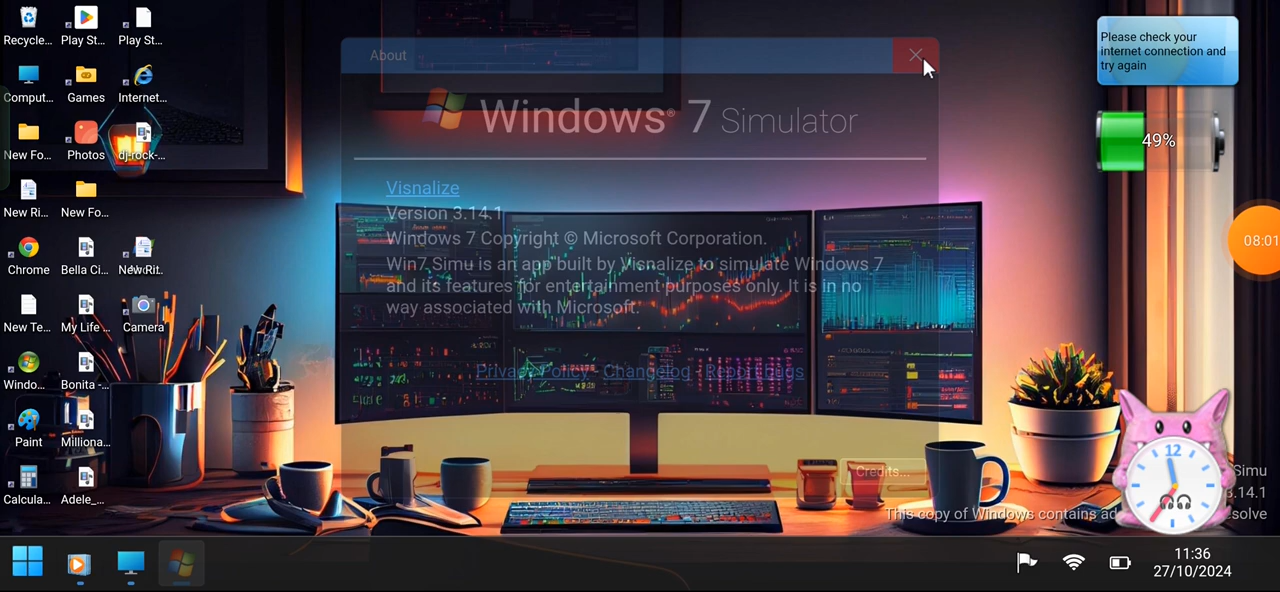 Recycle...
Play St...
Play St...
Comput...
Games
Internet...
New Fo...
Photos
dj-rock-...
New Ri...
New Fo...
Chrome
Bella Ci...
New Te...
My Life ...
Camera
Windo...
Bonita -...
Paint
Milliona...
Calcula...
Adele_...
About
Windows® 7 Simulator
Visnalize
Version 3.14.1
Windows 7 Copyright © Microsoft Corporation.
Win7 Simu is an app built by Visnalize to simulate Windows 7
and its features for entertainment purposes only. It is in no
way associated with Microsoft.
Privacy Policy - Changelog - Report bugs
Credits...
Please check your
internet connection and
try again
49%
08:01
12
Simu
3.14.1
This copy of Windows contains ad
solve
11:36
27/10/2024